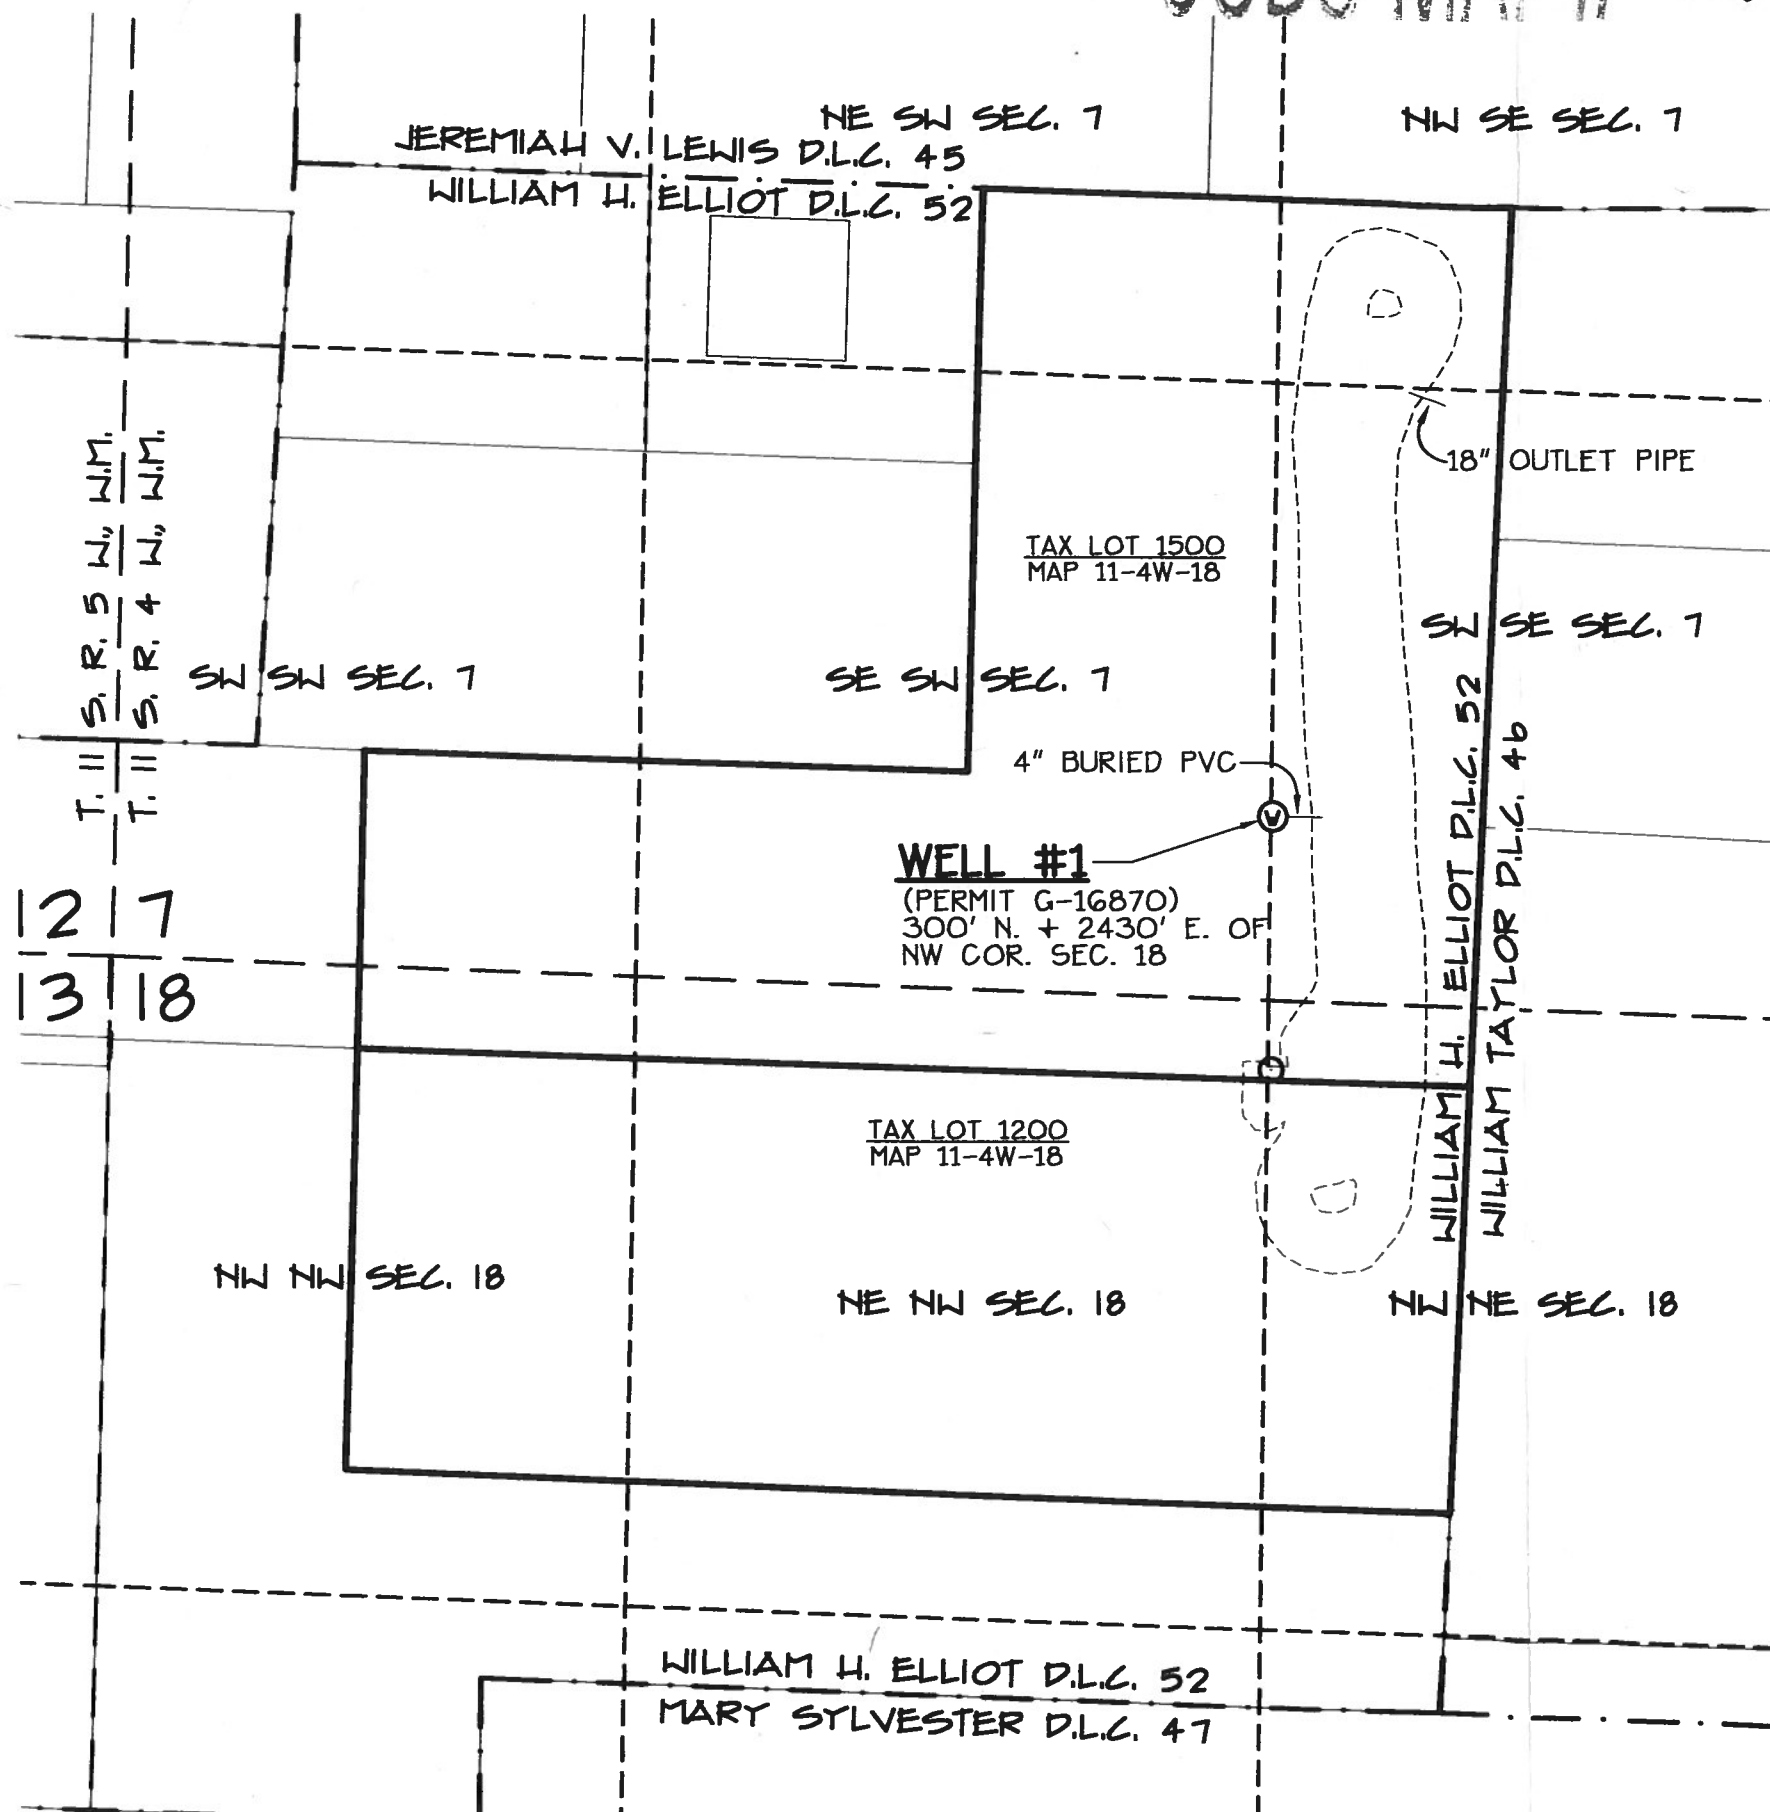 NE SW SEC. 7
NW SE SEC. 7
JEREMIAH V. LEWIS D.L.C. 45
WILLIAM H. ELLIOT D.L.C. 52
18" OUTLET PIPE
TAX LOT 1500
MAP 11-4W-18
T. 11 S. R. 5 W., W.M.
T. 11 S. R. 4 W., W.M.
SW SW SEC. 7
SE SW SEC. 7
SW SE SEC. 7
4" BURIED PVC
W
WELL #1
(PERMIT G-16870)
300' N. + 2430' E. OF
NW COR. SEC. 18
WILLIAM H. ELLIOT D.L.C. 52
WILLIAM TAYLOR D.L.C. 46
12 7
13 18
TAX LOT 1200
MAP 11-4W-18
NW NW SEC. 18
NE NW SEC. 18
NW NE SEC. 18
WILLIAM H. ELLIOT D.L.C. 52
MARY SYLVESTER D.L.C. 47